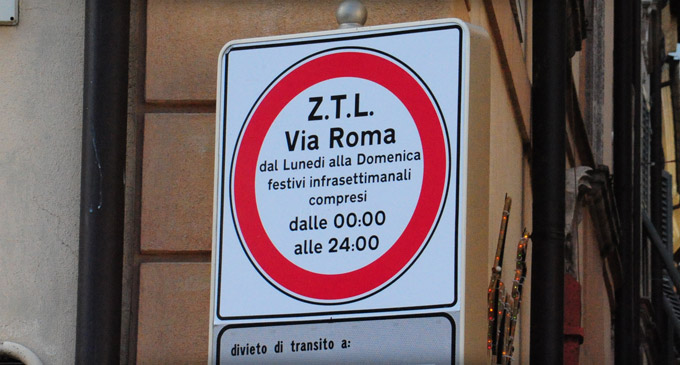 Z.T.L.
Via Roma
dal Lunedi alla Domenica
festivi infrasettimanali
compresi
dalle 00:00
alle 24:00
divieto di transito a: